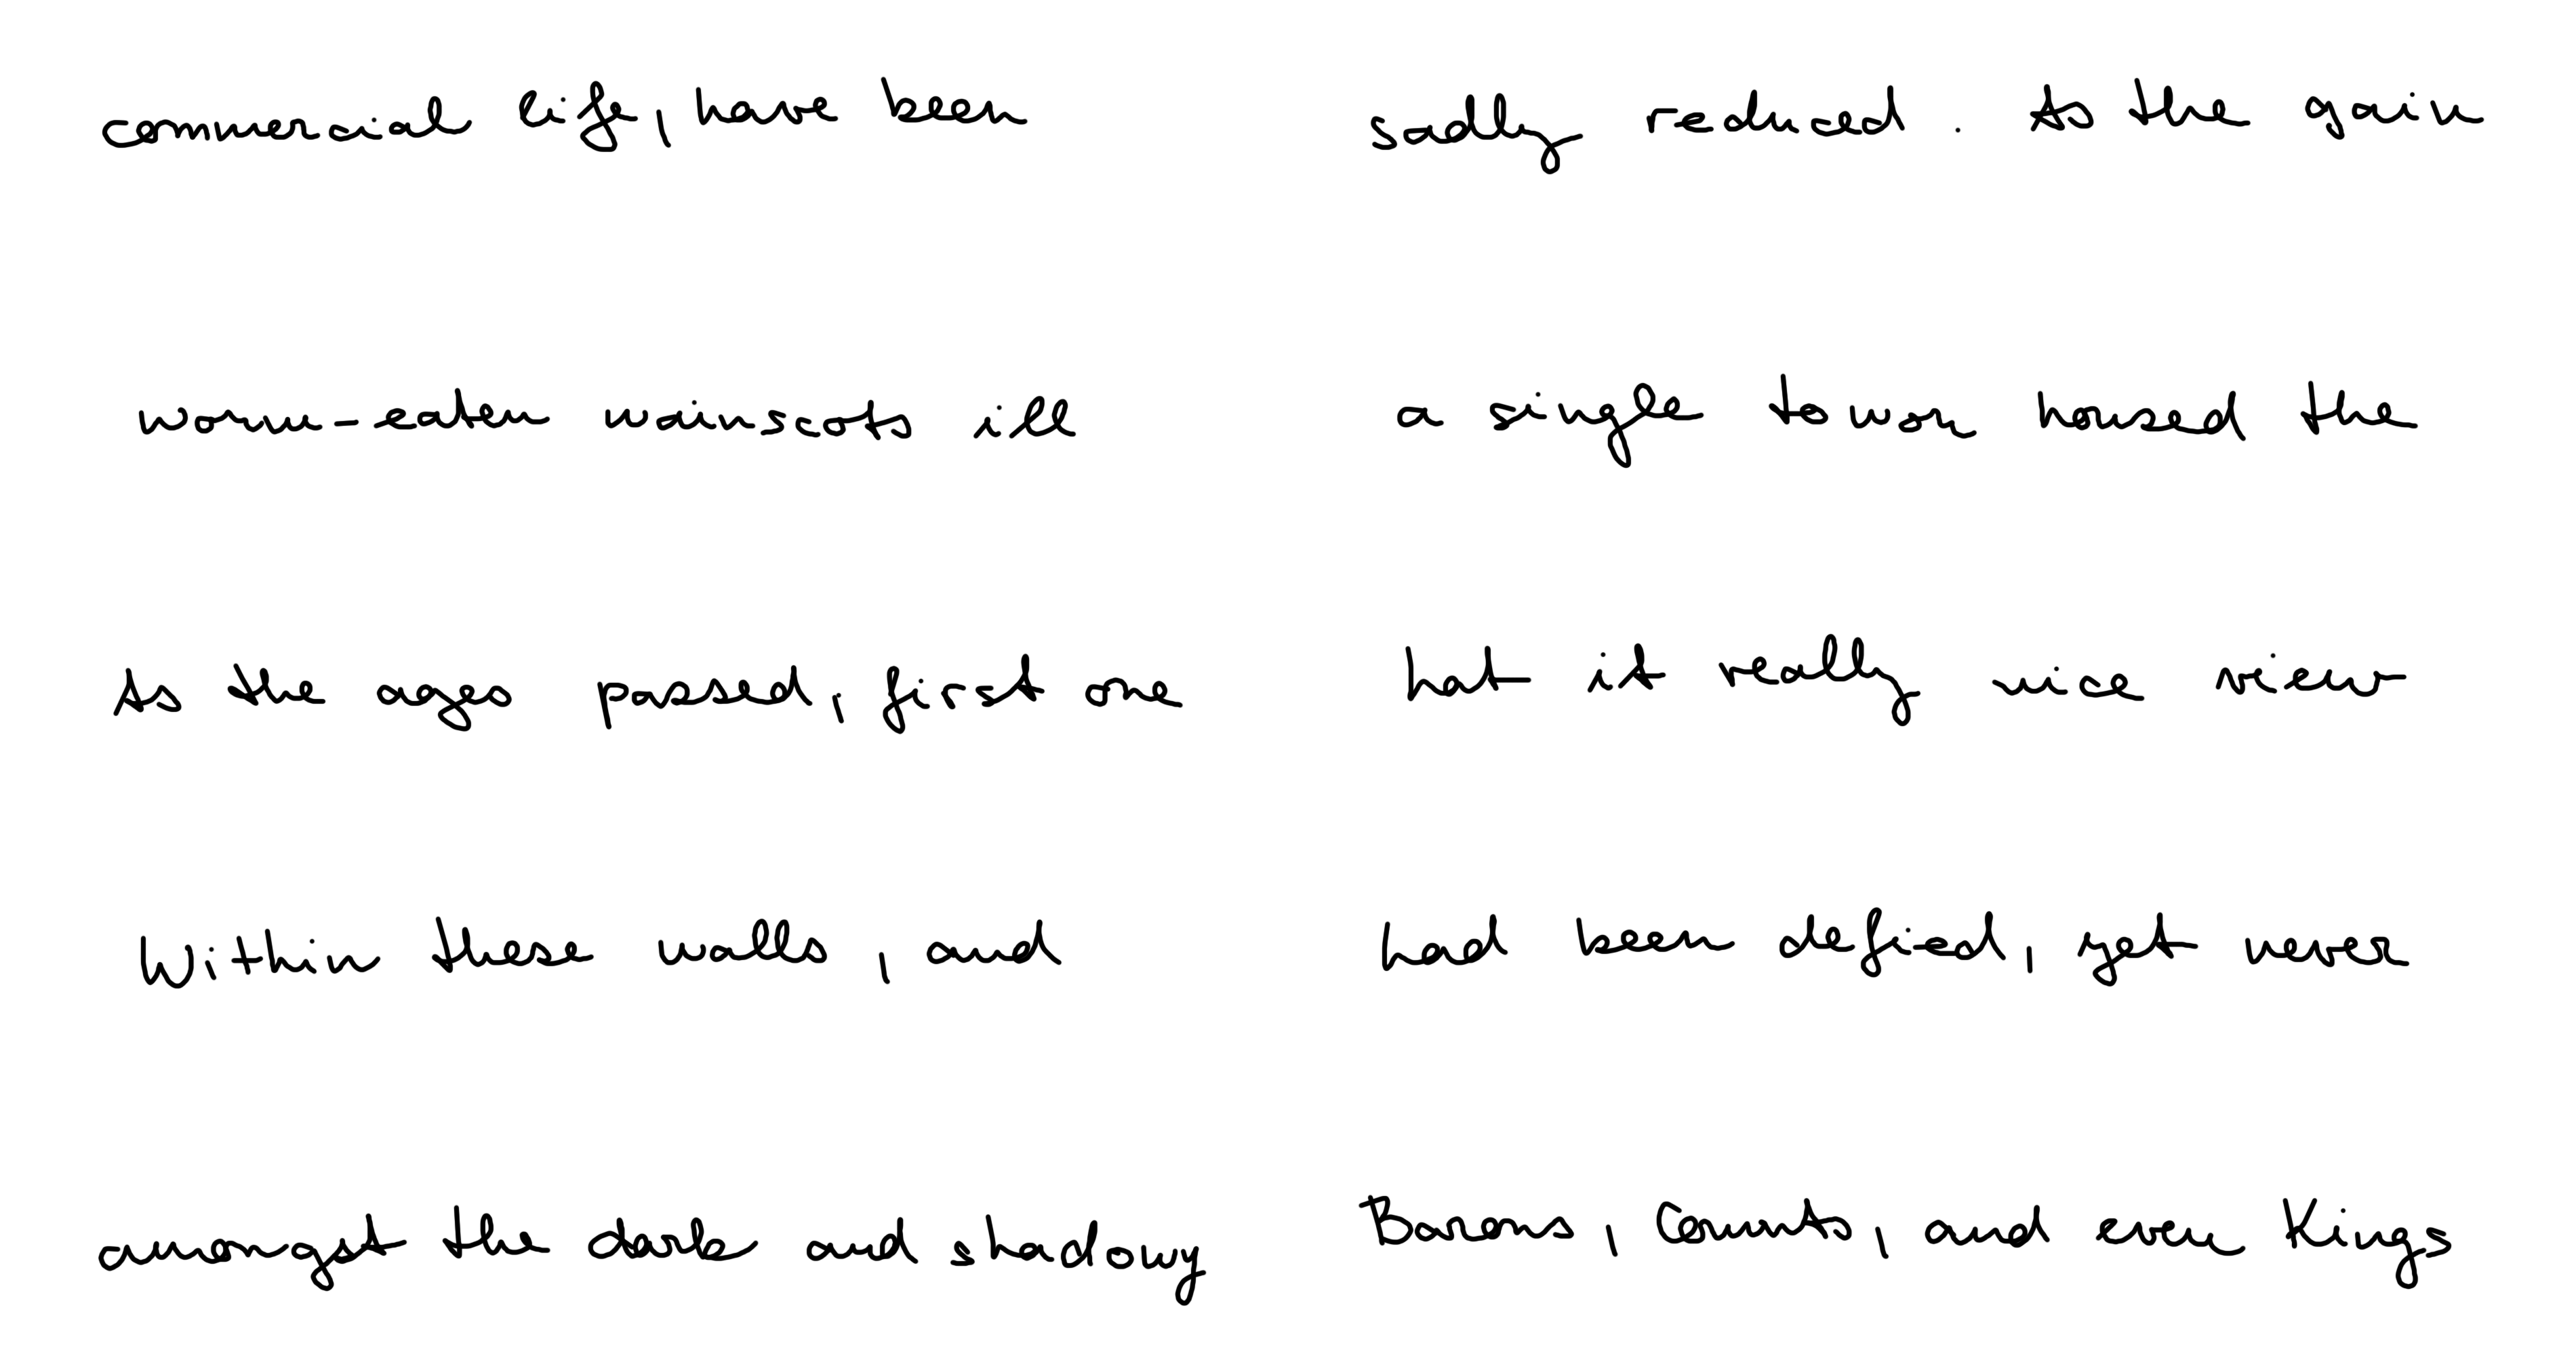 commercial life, have been
sadly reduced. As the gain
worm-eaten wainscots ill
a single tower housed the
As the ages passed, first one
hat it really nice view
Within these walls, and
had been defied, yet never
amongst the dark and shadowy
Barons, Counts, and even Kings